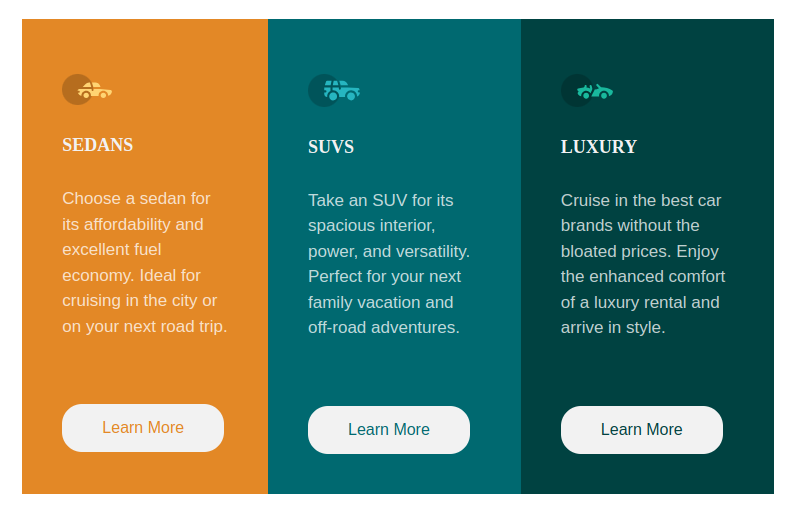 SEDANS
Choose a sedan for
its affordability and
excellent fuel
economy. Ideal for
cruising in the city or
on your next road trip.
Learn More
SUVS
Take an SUV for its
spacious interior,
power, and versatility.
Perfect for your next
family vacation and
off-road adventures.
Learn More
LUXURY
Cruise in the best car
brands without the
bloated prices. Enjoy
the enhanced comfort
of a luxury rental and
arrive in style.
Learn More